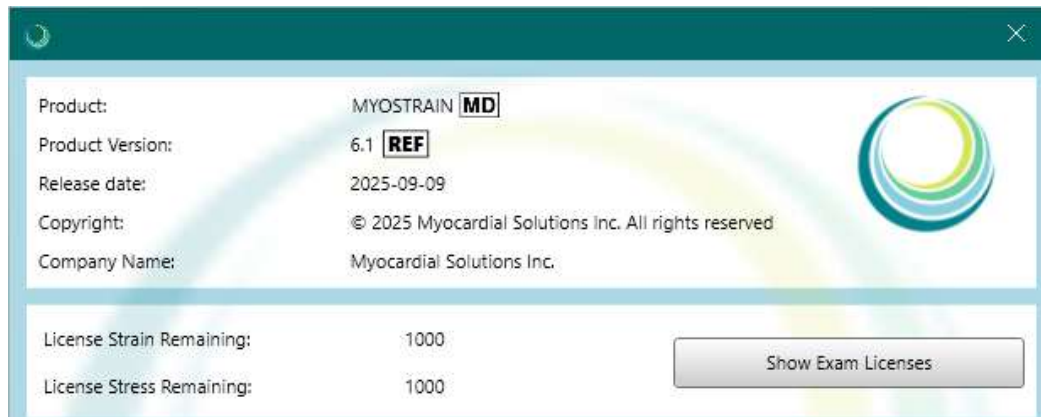 Product: MYOSTRAIN MD
Product Version: 6.1 REF
Release date: 2025-09-09
Copyright: © 2025 Myocardial Solutions Inc. All rights reserved
Company Name: Myocardial Solutions Inc.
License Strain Remaining: 1000
Show Exam Licenses
License Stress Remaining: 1000